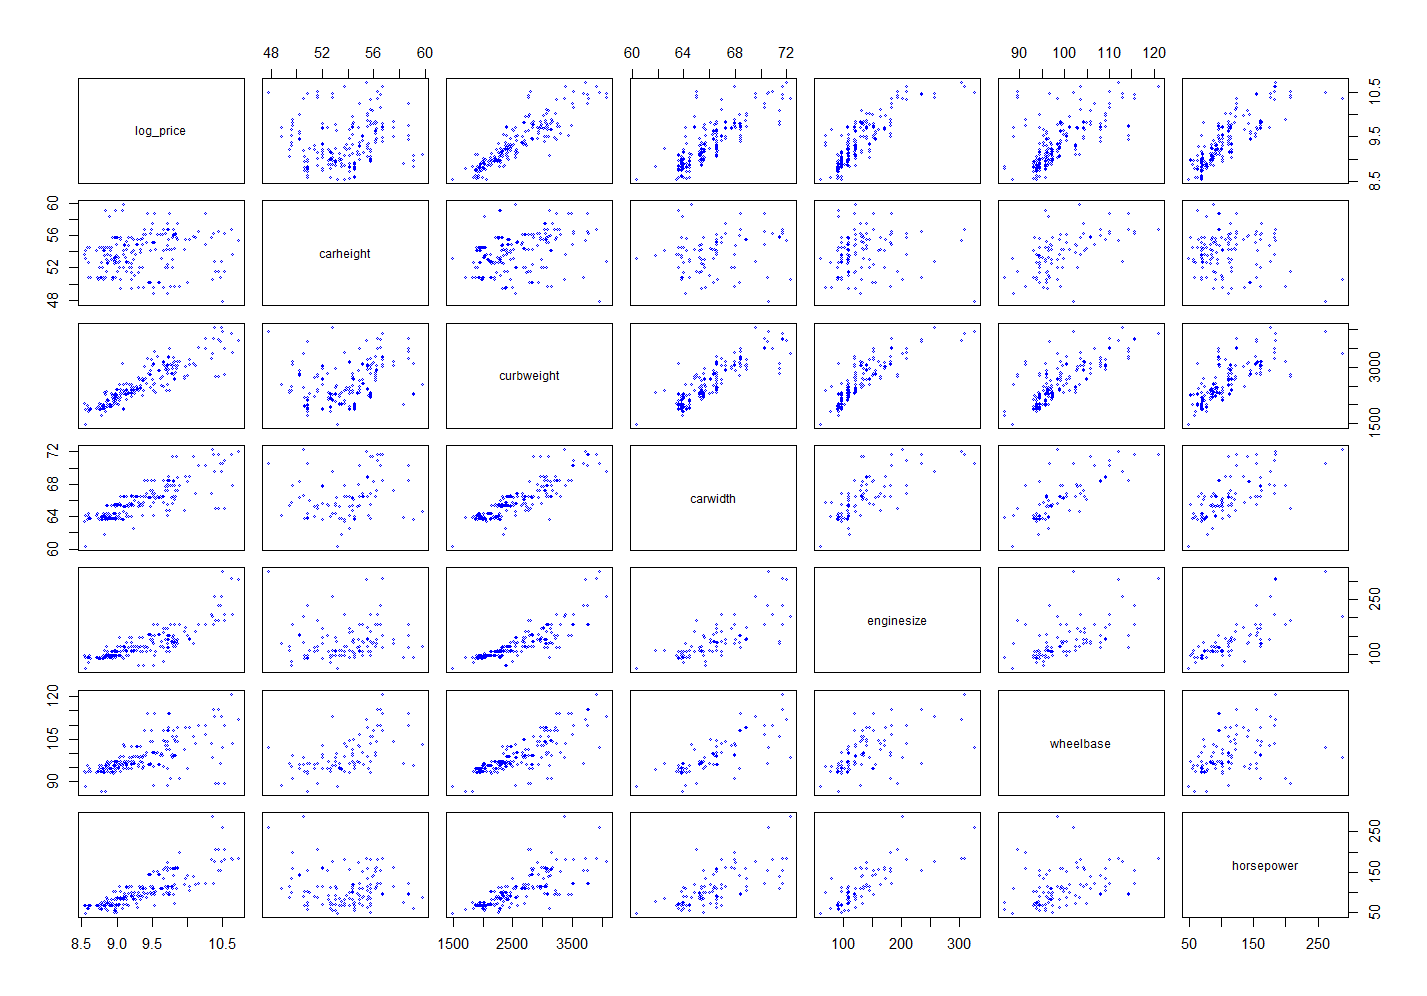 48 52 56 60 60 64 68 72 90 100 110 120
log_price
8.5 9.5 10.5
48 52 56 60
carheight
curbweight
1500 3000
60 64 68 72
carwidth
enginesize
100 250
90 105 120
wheelbase
horsepower
50 150 250
8.5 9.0 9.5 10.5 1500 2500 3500 100 200 300 50 150 250